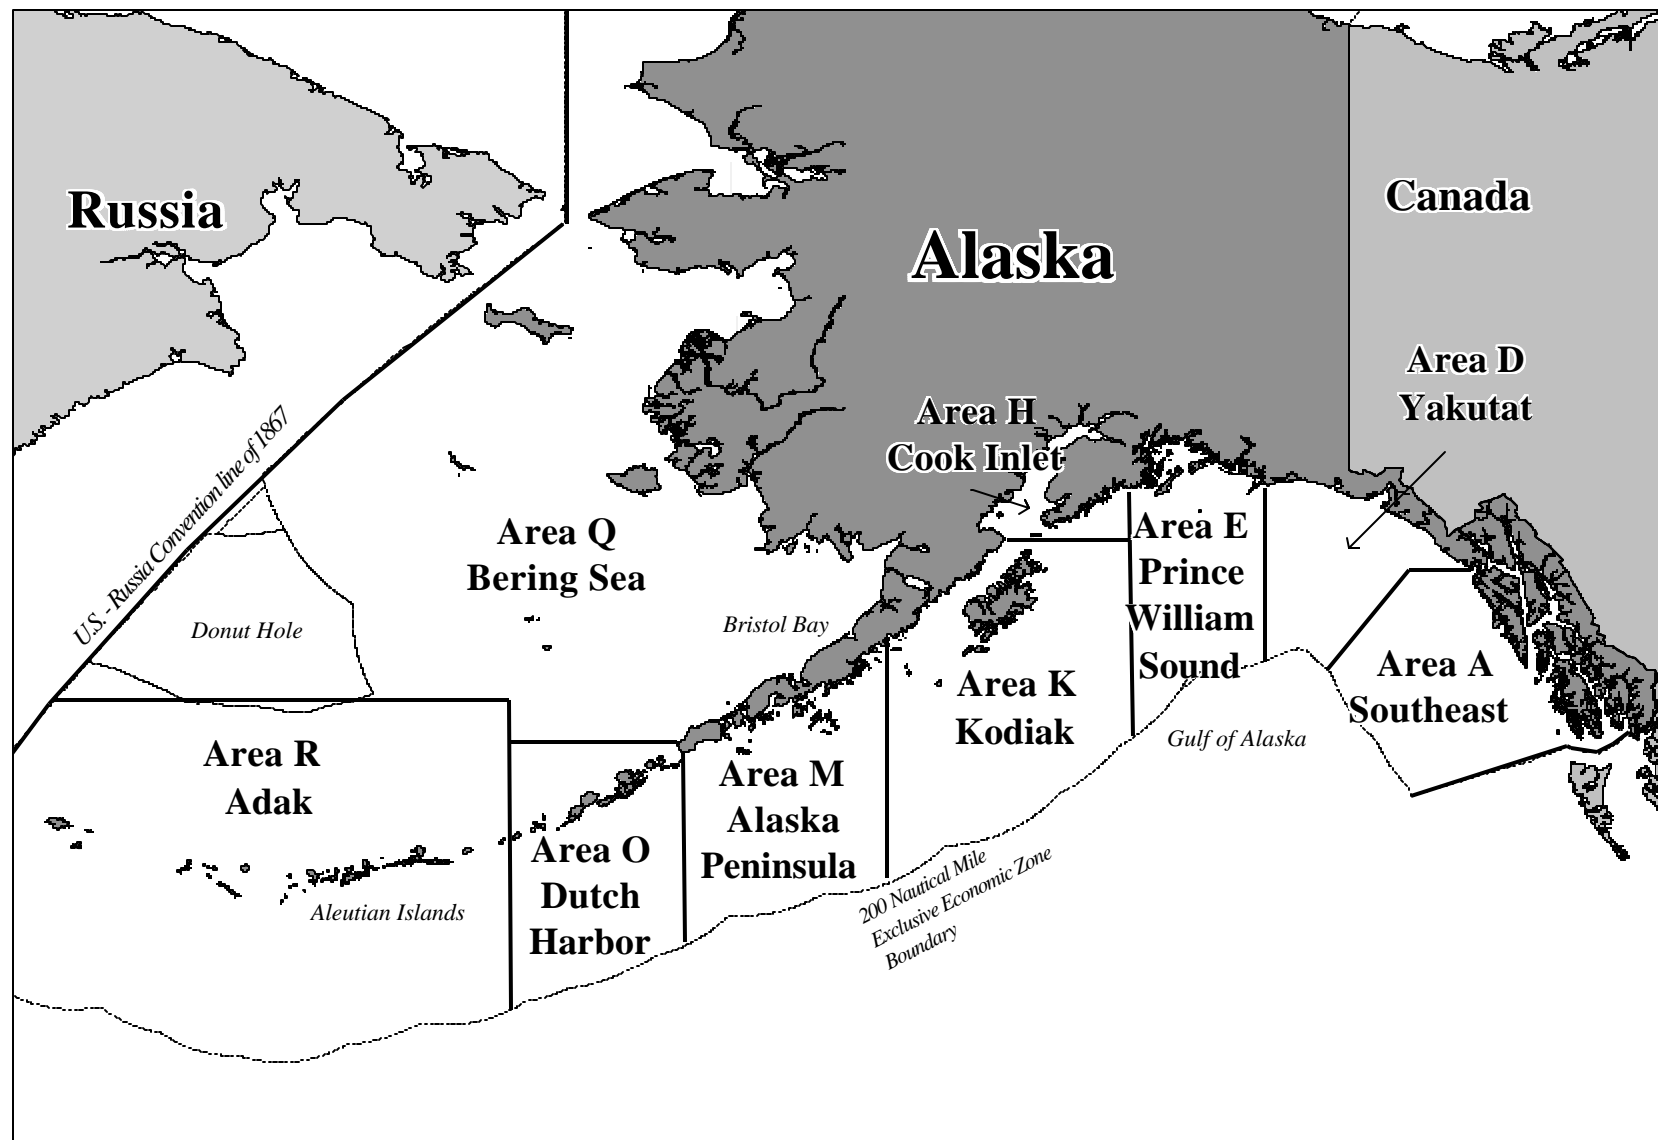 Russia
Alaska
Canada
Area D
Yakutat
Area H
Cook Inlet
U.S. - Russia Convention line of 1867
Area Q
Bering Sea
Area E
Prince
William
Sound
Donut Hole
Bristol Bay
Area A
Southeast
Area K
Kodiak
Gulf of Alaska
Area R
Adak
Area M
Alaska
Peninsula
Area O
Dutch
Harbor
Aleutian Islands
200 Nautical Mile
Exclusive Economic Zone
Boundary